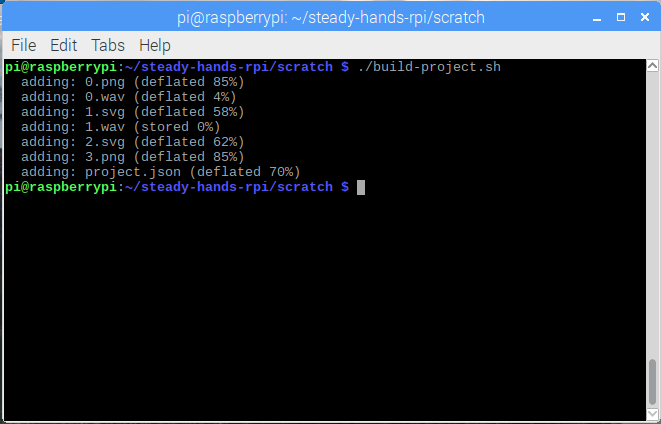 pi@raspberrypi: ~/steady-hands-rpi/scratch
File Edit Tabs Help
pi@raspberrypi:~/steady-hands-rpi/scratch $ ./build-project.sh
  adding: 0.png (deflated 85%)
  adding: 0.wav (deflated 4%)
  adding: 1.svg (deflated 58%)
  adding: 1.wav (stored 0%)
  adding: 2.svg (deflated 62%)
  adding: 3.png (deflated 85%)
  adding: project.json (deflated 70%)
pi@raspberrypi:~/steady-hands-rpi/scratch $